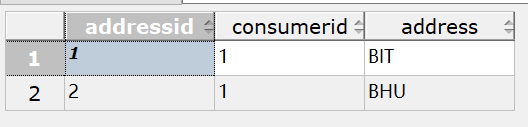 addressid consumerid address
1 1 1 BIT
2 2 1 BHU